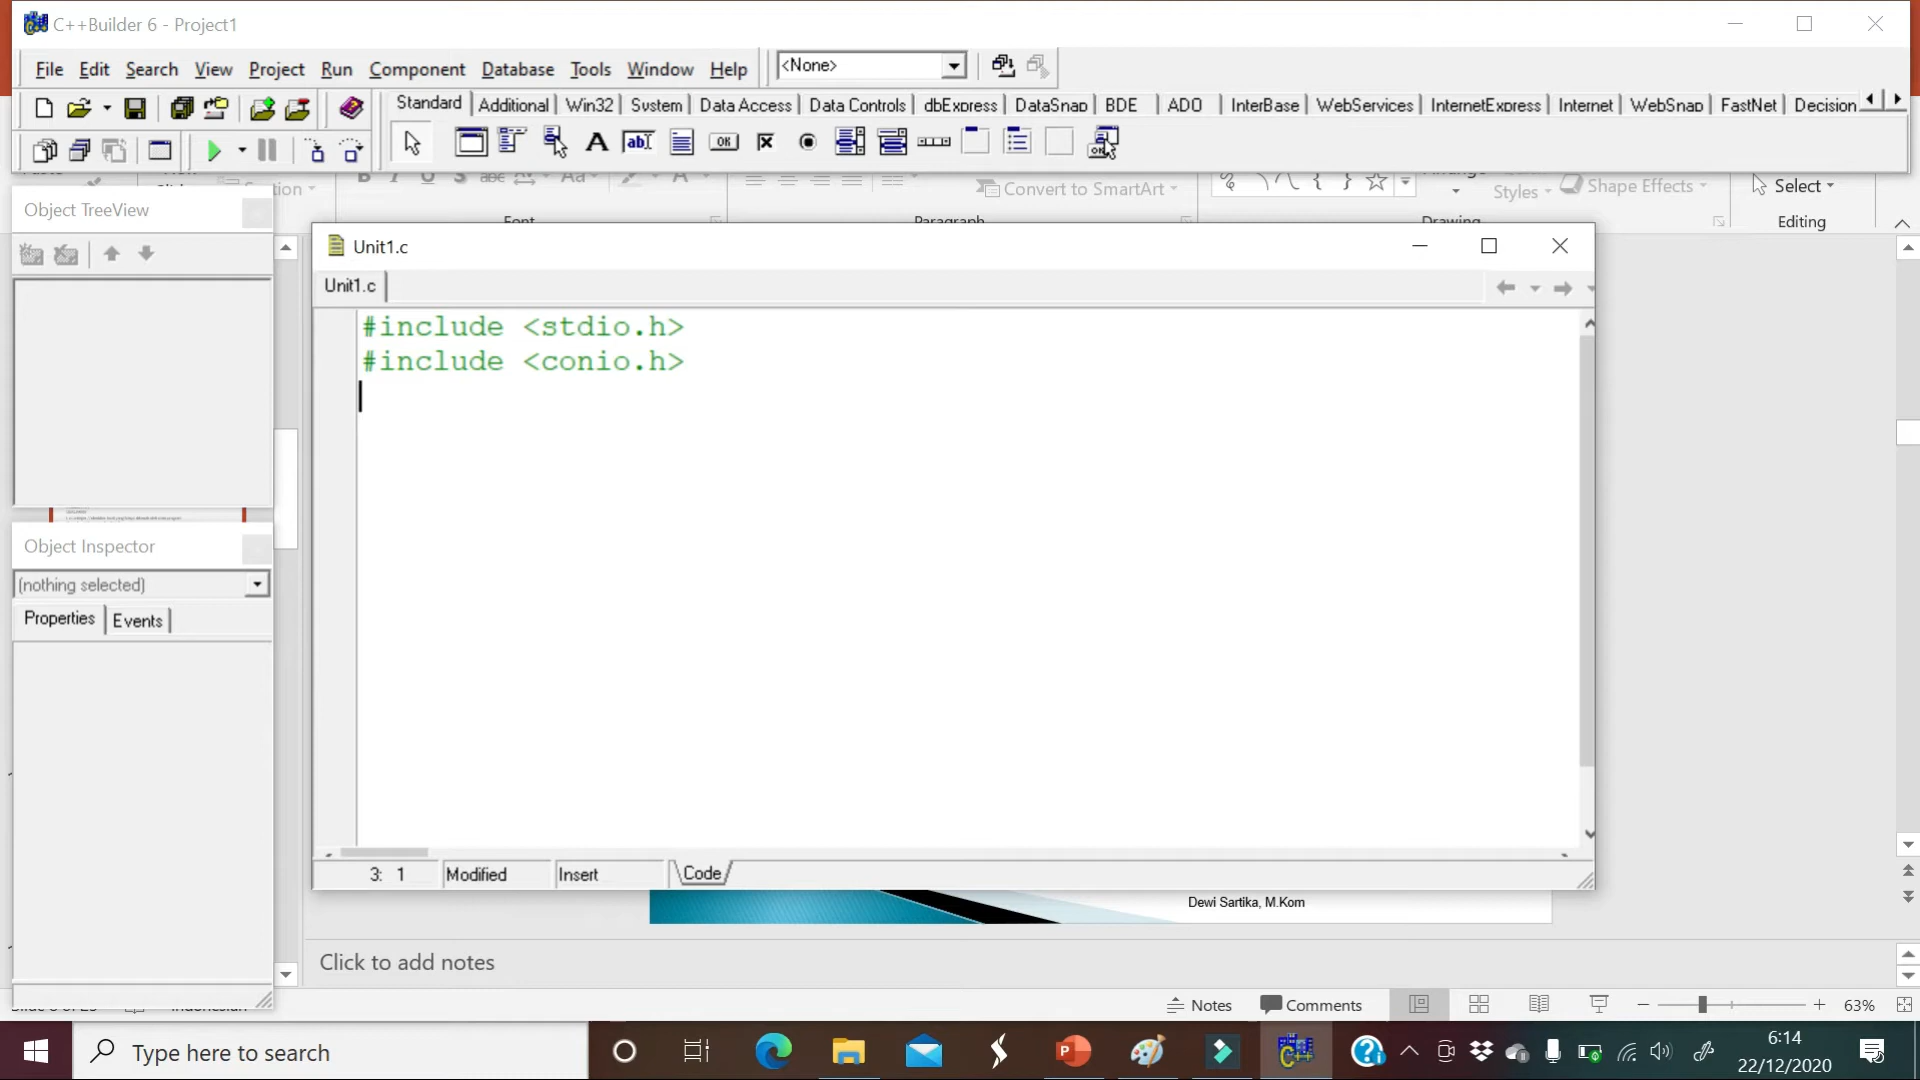 C++Builder 6 - Project1
File Edit Search View Project Run Component Database Tools Window Help <None>
Standard Additional Win32 System Data Access Data Controls dbExpress DataSnap BDE ADO InterBase WebServices InternetExpress Internet WebSnap FastNet Decision
Convert to SmartArt
Styles
Shape Effects
Select
Editing
Object TreeView
Unit1.c
Unit1.c
#include <stdio.h>
#include <conio.h>
Object Inspector
(nothing selected)
Properties Events
3: 1 Modified Insert Code
Dewi Sartika, M.Kom
Click to add notes
Notes Comments 63%
Type here to search
6:14
22/12/2020